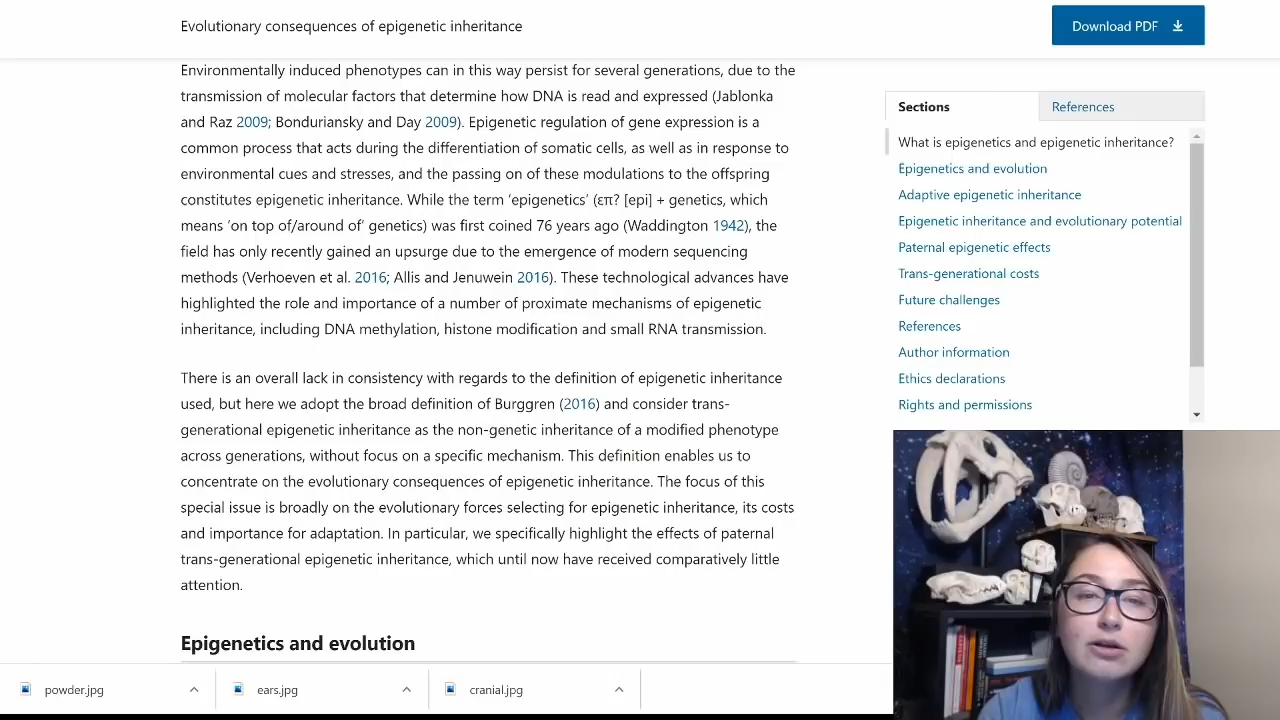 Evolutionary consequences of epigenetic inheritance
Download PDF
Environmentally induced phenotypes can in this way persist for several generations, due to the
transmission of molecular factors that determine how DNA is read and expressed (Jablonka
and Raz 2009; Bonduriansky and Day 2009). Epigenetic regulation of gene expression is a
common process that acts during the differentiation of somatic cells, as well as in response to
environmental cues and stresses, and the passing on of these modulations to the offspring
constitutes epigenetic inheritance. While the term ‘epigenetics’ (επ? [epi] + genetics, which
means ‘on top of/around of’ genetics) was first coined 76 years ago (Waddington 1942), the
field has only recently gained an upsurge due to the emergence of modern sequencing
methods (Verhoeven et al. 2016; Allis and Jenuwein 2016). These technological advances have
highlighted the role and importance of a number of proximate mechanisms of epigenetic
inheritance, including DNA methylation, histone modification and small RNA transmission.
There is an overall lack in consistency with regards to the definition of epigenetic inheritance
used, but here we adopt the broad definition of Burggren (2016) and consider trans-
generational epigenetic inheritance as the non-genetic inheritance of a modified phenotype
across generations, without focus on a specific mechanism. This definition enables us to
concentrate on the evolutionary consequences of epigenetic inheritance. The focus of this
special issue is broadly on the evolutionary forces selecting for epigenetic inheritance, its costs
and importance for adaptation. In particular, we specifically highlight the effects of paternal
trans-generational epigenetic inheritance, which until now have received comparatively little
attention.
Epigenetics and evolution
Sections
References
What is epigenetics and epigenetic inheritance?
Epigenetics and evolution
Adaptive epigenetic inheritance
Epigenetic inheritance and evolutionary potential
Paternal epigenetic effects
Trans-generational costs
Future challenges
References
Author information
Ethics declarations
Rights and permissions
powder.jpg
ears.jpg
cranial.jpg